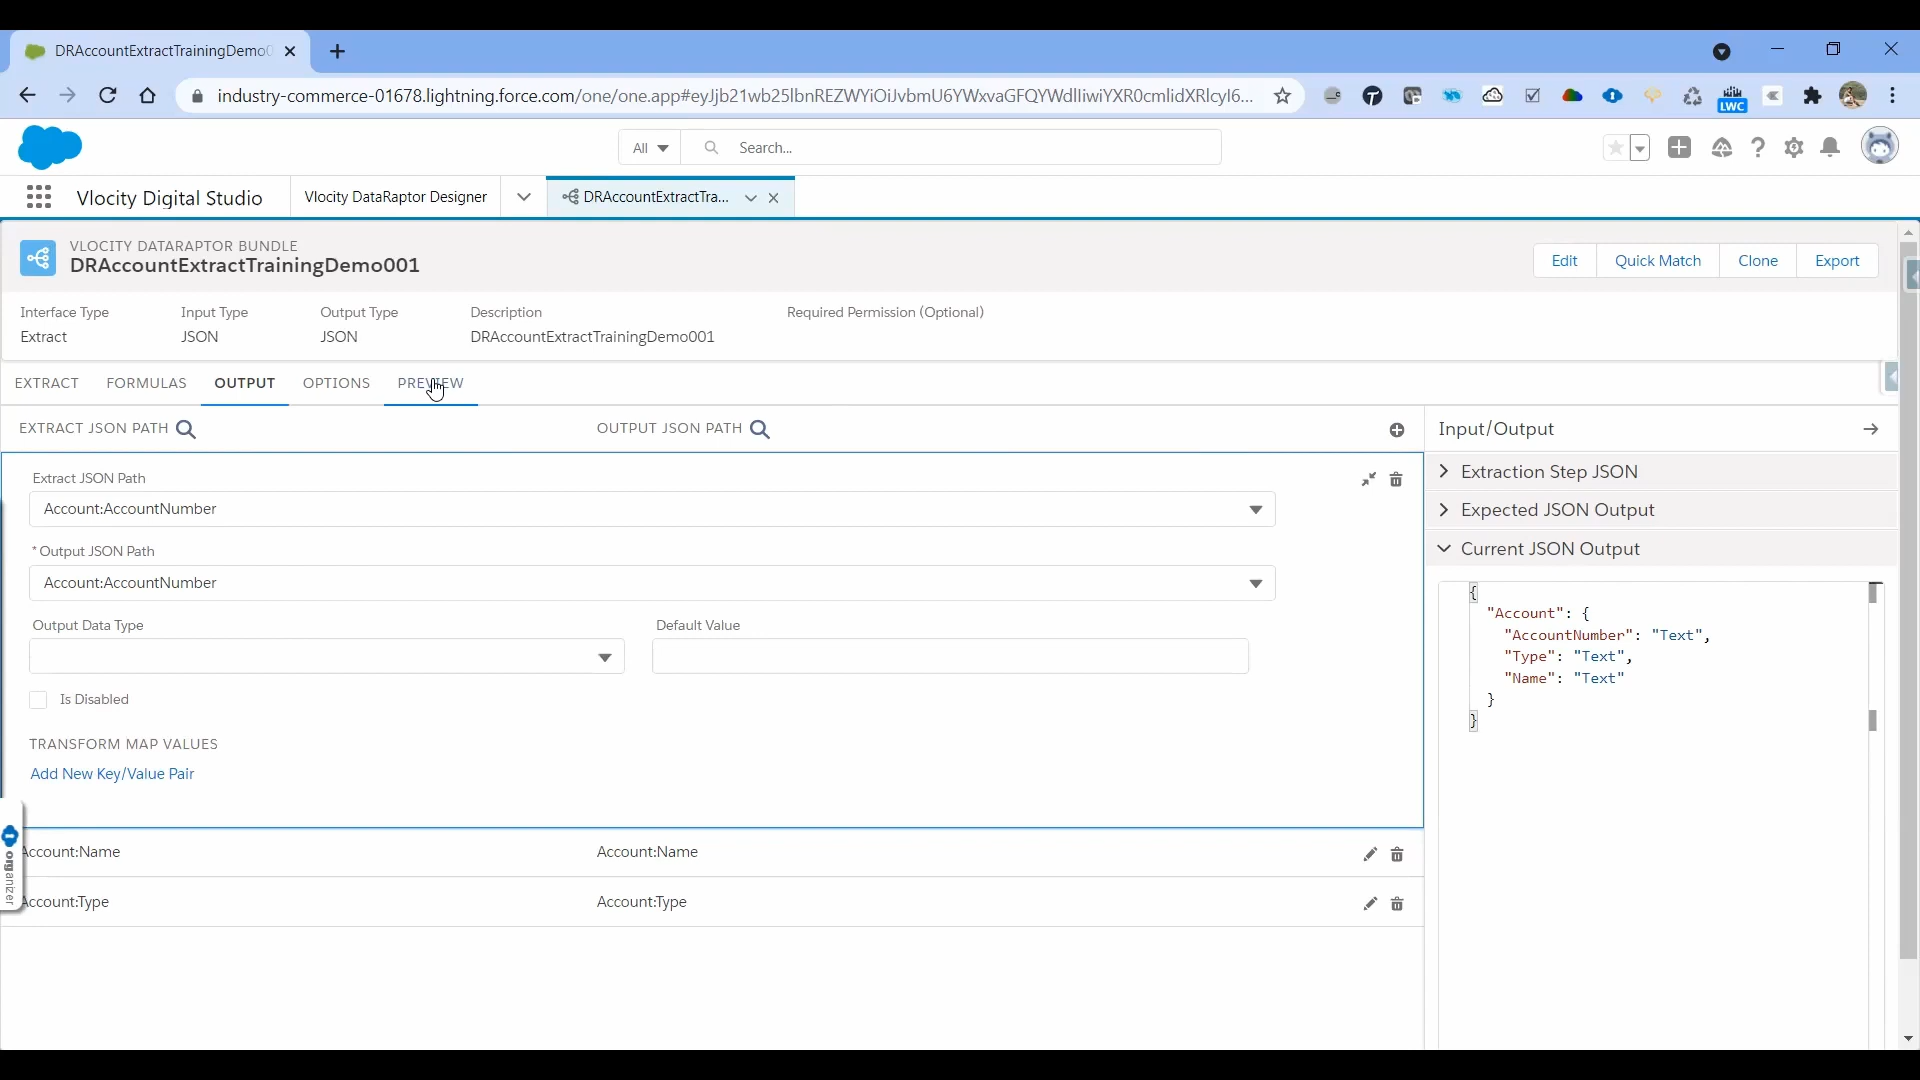 DRAccountExtractTrainingDemo0
industry-commerce-01678.lightning.force.com/one/one.app#eyJjb21wb25lbnREZWYiOiJvbmU6YWxvaGFQYWdlIiwiYXR0cmlidXRlcyI6...
LWC
All
Search...
Vlocity Digital Studio
Vlocity DataRaptor Designer
DRAccountExtractTra...
VLOCITY DATARAPTOR BUNDLE
DRAccountExtractTrainingDemo001
Edit
Quick Match
Clone
Export
Interface Type
Input Type
Output Type
Description
Required Permission (Optional)
Extract
JSON
JSON
DRAccountExtractTrainingDemo001
EXTRACT
FORMULAS
OUTPUT
OPTIONS
PREVIEW
EXTRACT JSON PATH
OUTPUT JSON PATH
Input/Output
Extract JSON Path
Account:AccountNumber
* Output JSON Path
Account:AccountNumber
Output Data Type
Default Value
Is Disabled
TRANSFORM MAP VALUES
Add New Key/Value Pair
organizer
Account:Name
Account:Name
Account:Type
Account:Type
Extraction Step JSON
Expected JSON Output
Current JSON Output
{
"Account": {
"AccountNumber": "Text",
"Type": "Text",
"Name": "Text"
}
}